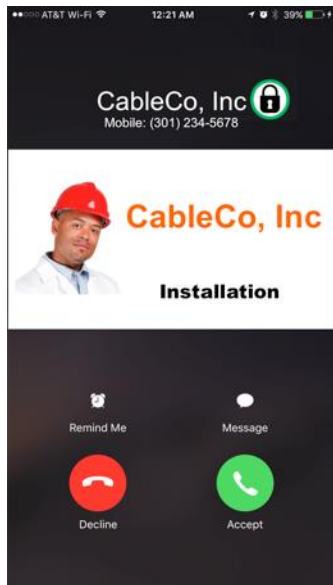 AT&T Wi-Fi 12:21 AM 39%
CableCo, Inc
Mobile: (301) 234-5678
CableCo, Inc
Installation
Remind Me Message
Decline Accept